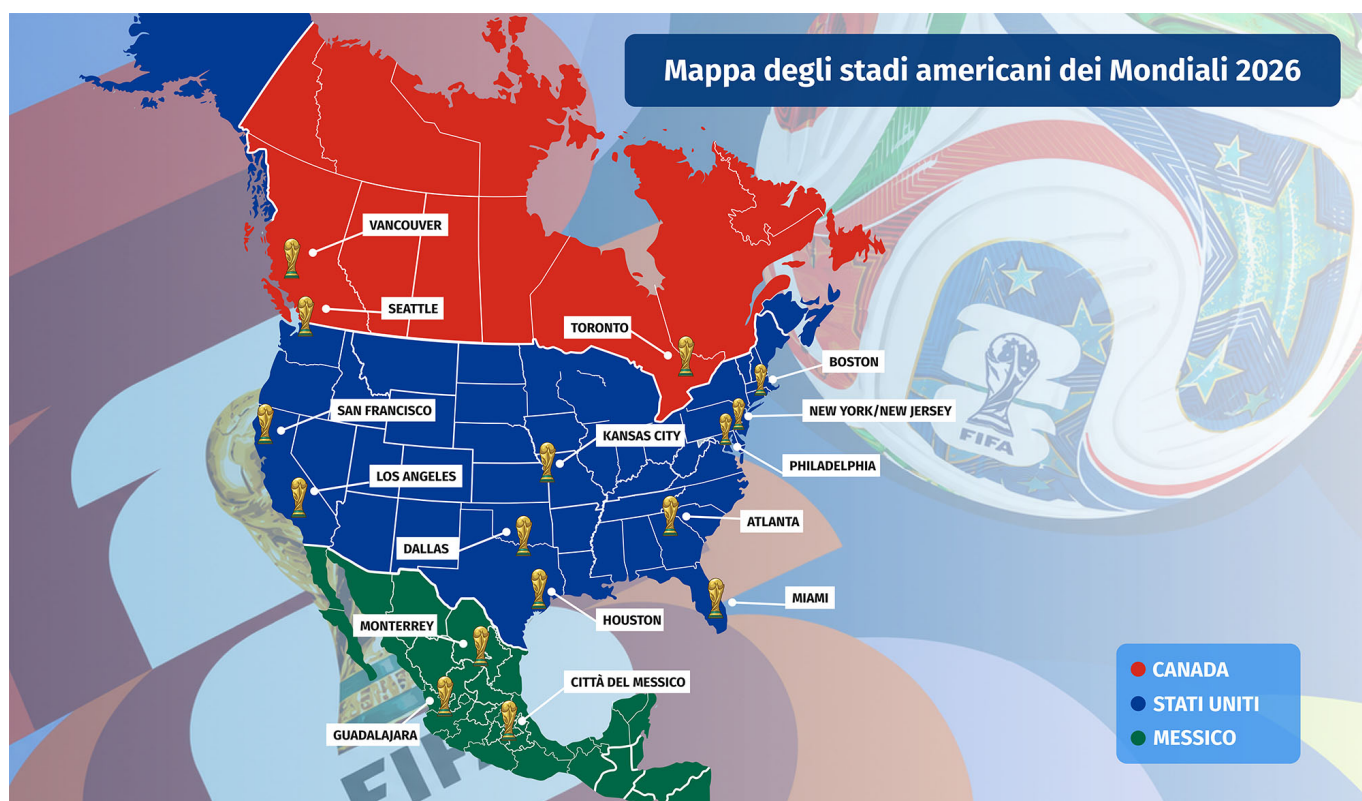 Mappa degli stadi americani dei Mondiali 2026
VANCOUVER
SEATTLE
TORONTO
BOSTON
SAN FRANCISCO
NEW YORK/NEW JERSEY
KANSAS CITY
PHILADELPHIA
LOS ANGELES
ATLANTA
DALLAS
MIAMI
HOUSTON
MONTERREY
CITTÀ DEL MESSICO
GUADALAJARA
CANADA
STATI UNITI
MESSICO
FIFA
FIFA